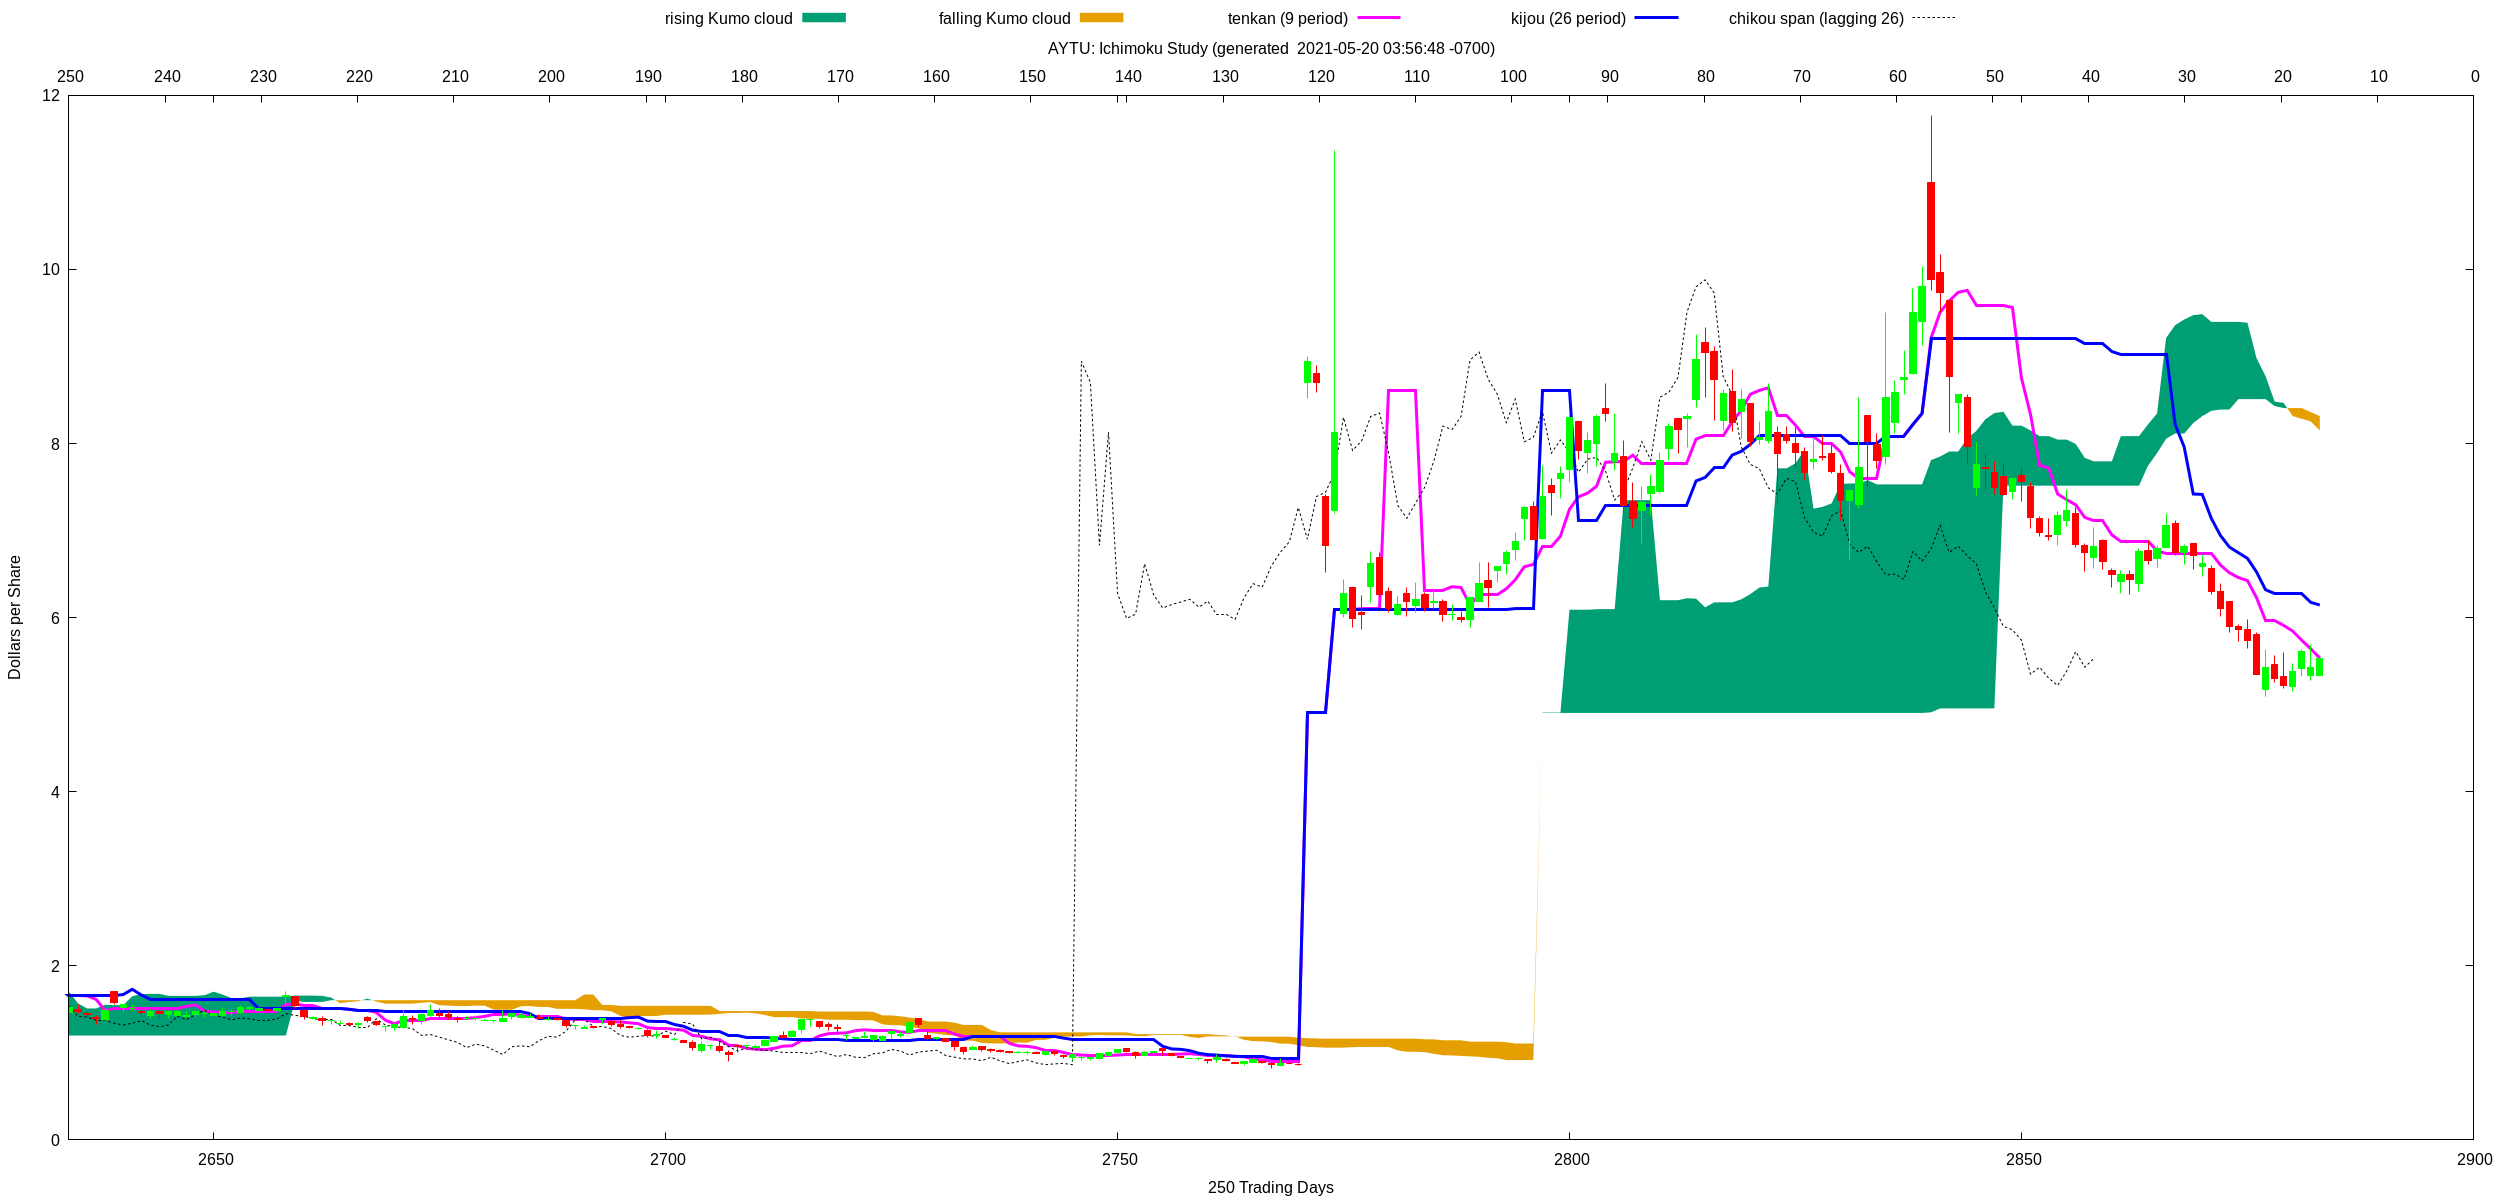 rising Kumo cloud falling Kumo cloud tenkan (9 period) kijou (26 period) chikou span (lagging 26)
AYTU: Ichimoku Study (generated  2021-05-20 03:56:48 -0700)
250 240 230 220 210 200 190 180 170 160 150 140 130 120 110 100 90 80 70 60 50 40 30 20 10 0
12
10
8
6
4
2
0
Dollars per Share
2650 2700 2750 2800 2850 2900
250 Trading Days